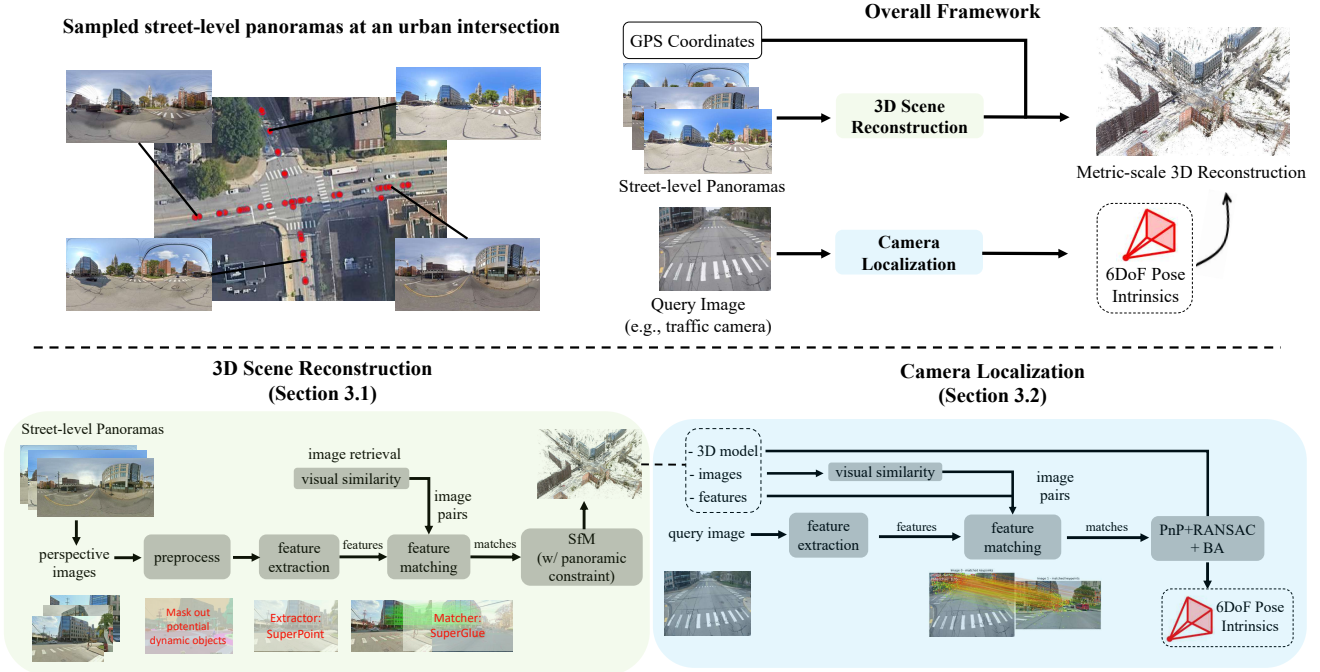 Sampled street-level panoramas at an urban intersection
Overall Framework
GPS Coordinates
Street-level Panoramas
3D Scene
Reconstruction
Metric-scale 3D Reconstruction
Query Image
(e.g., traffic camera)
Camera
Localization
6DoF Pose
Intrinsics
3D Scene Reconstruction
(Section 3.1)
Street-level Panoramas
image retrieval
visual similarity
image
pairs
perspective
images
preprocess
feature
extraction
features
feature
matching
matches
SfM
(w/ panoramic
constraint)
Mask out
potential
dynamic objects
Extractor:
SuperPoint
Matcher:
SuperGlue
Camera Localization
(Section 3.2)
- 3D model
- images
- features
visual similarity
image
pairs
query image
feature
extraction
features
feature
matching
matches
PnP+RANSAC
+ BA
6DoF Pose
Intrinsics